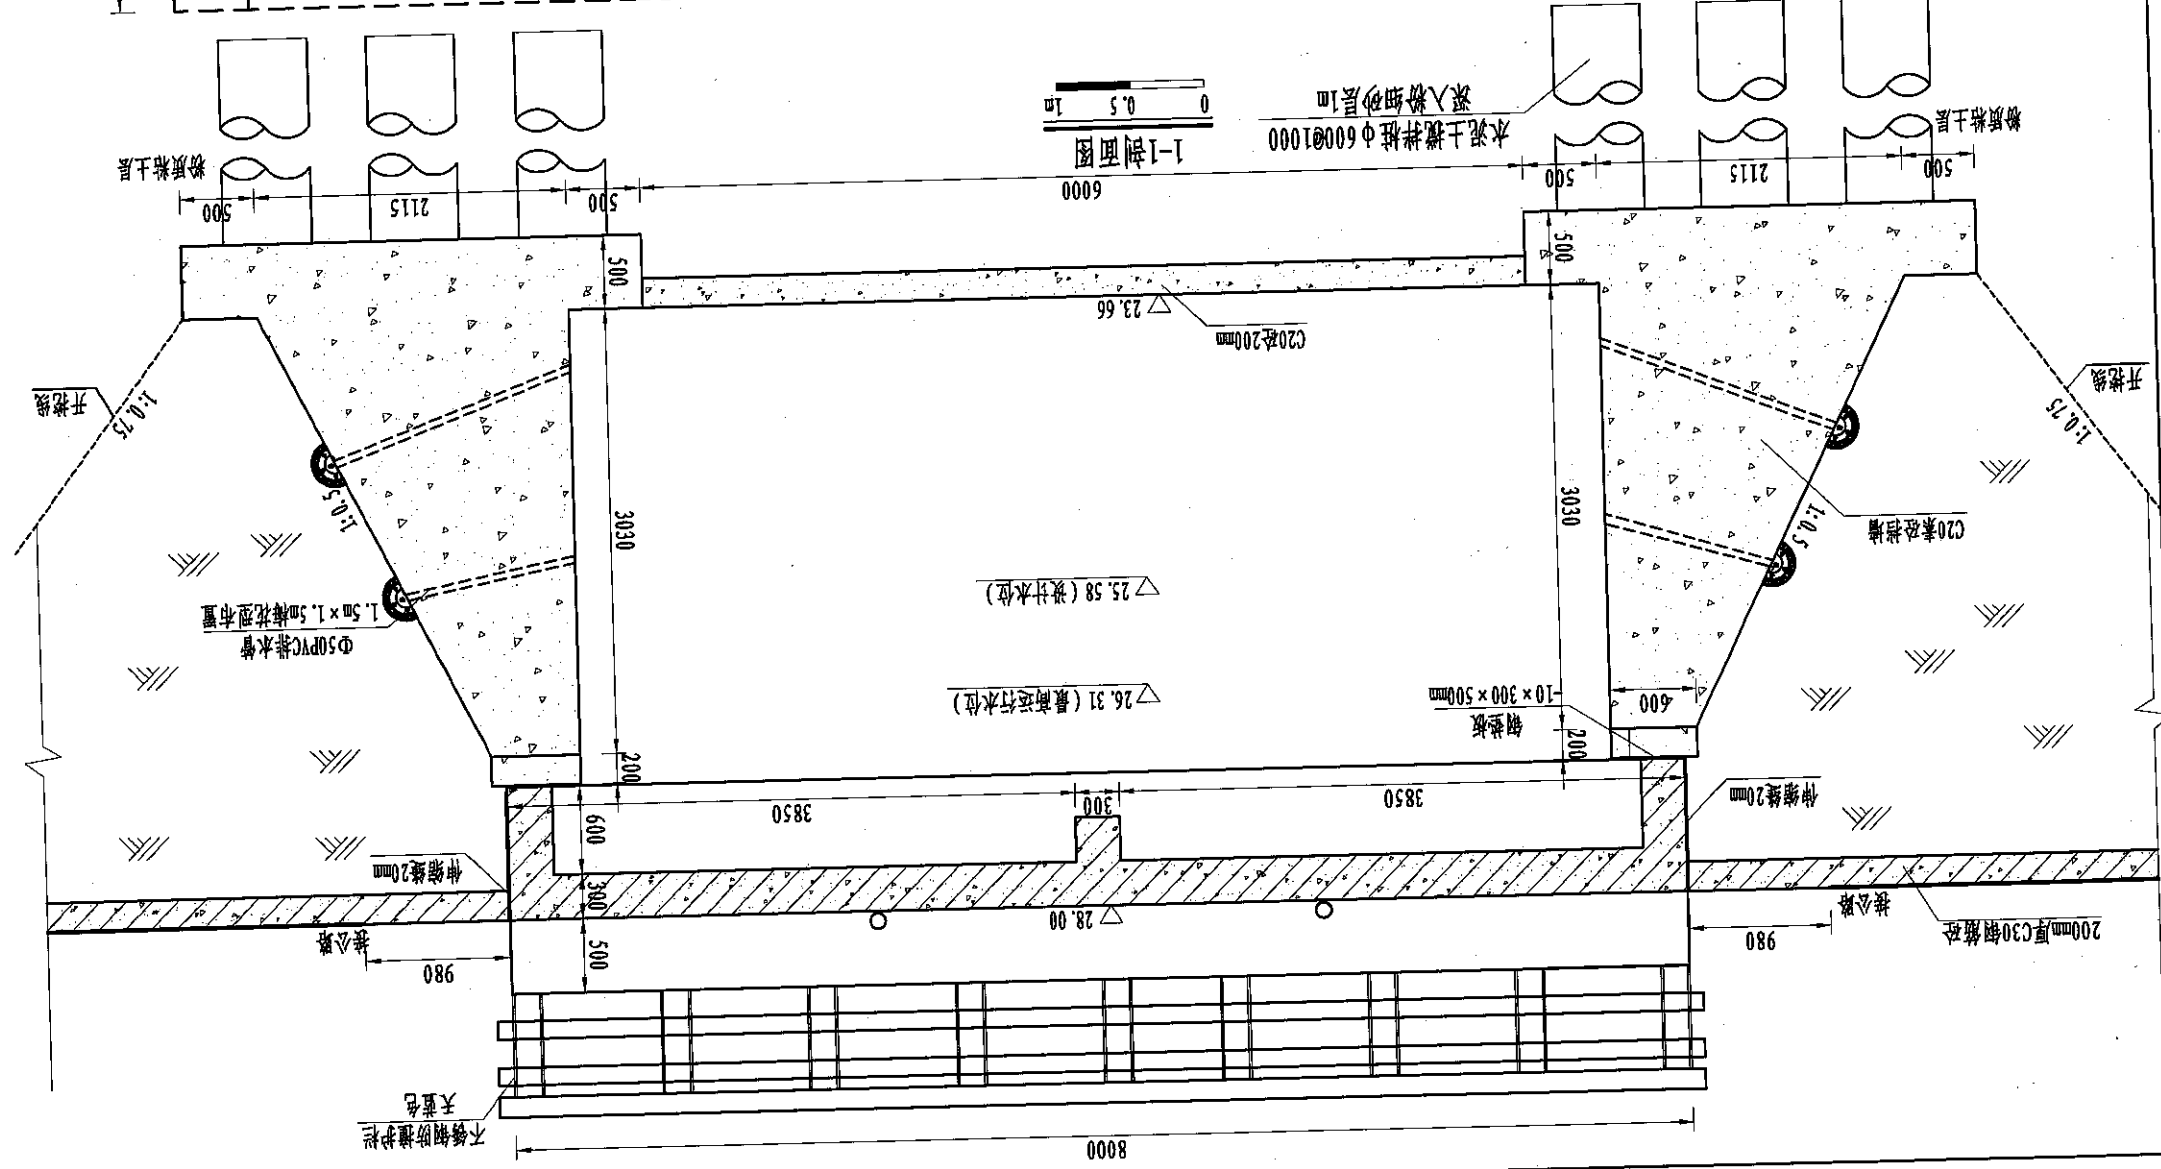 8000
不锈钢防撞护栏
天蓝色
500
980
980
接公路
接公路
28.00
200mm厚C30钢筋砼
300
伸缩缝20mm
伸缩缝20mm
600
3850
300
3850
200
200
钢垫板
-10×300×500mm
600
26.31(最高运行水位)
Φ50PVC排水管
1.5m×1.5m梅花型布置
25.58(设计水位)
3030
3030
C20素砼挡墙
1:0.5
1:0.5
1:0.75
1:0.75
开挖线
开挖线
C20砼200mm
23.66
500
500
500
2115
500
6000
500
2115
500
粉质粘土层
粉质粘土层
1-1剖面图
0 0.5 1m
水泥土搅拌桩φ600@1000
深入粉细砂层1m